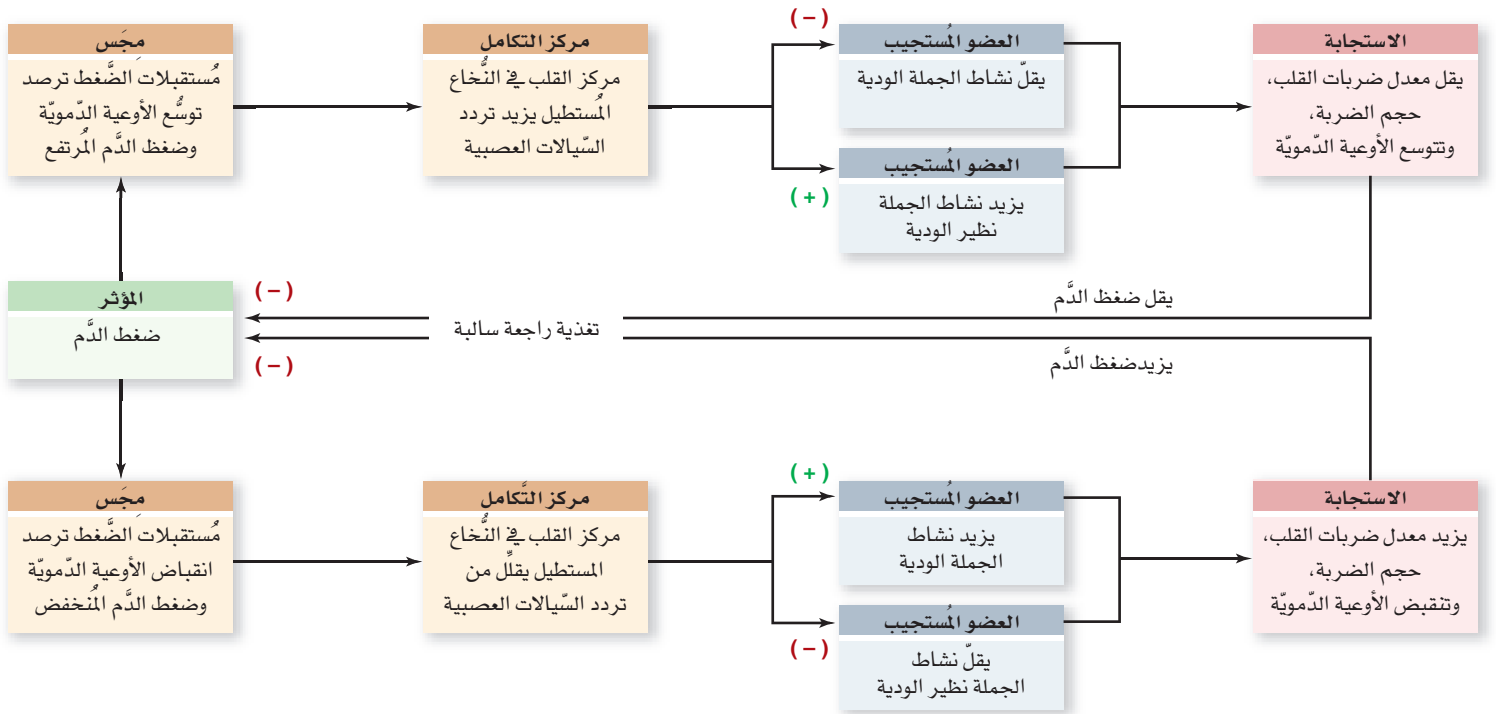 مِجَس
مُستقبلات الضَّغط ترصد
توسُّع الأوعية الدّمويّة
وضغظ الدَّم المُرتفع
مركز التكامل
مركز القلب في النُّخاع
المُستطيل يزيد تردد
السّيالات العصبية
(−)
العضو المُستجيب
يقلّ نشاط الجملة الودية
العضو المُستجيب
(+)
يزيد نشاط الجملة
نظير الودية
الاستجابة
يقل معدل ضربات القلب،
حجم الضربة،
وتتوسع الأوعية الدّمويّة
المؤثر
ضغط الدَّم
(−)
(−)
يقل ضغظ الدَّم
تغذية راجعة سالبة
يزيدضغظ الدَّم
مِجَس
مُستقبلات الضَّغط ترصد
انقباض الأوعية الدّمويّة
وضغط الدَّم المُنخفض
مركز التَّكامل
مركز القلب في النُّخاع
المستطيل يقلِّل من
تردد السّيالات العصبية
(+)
العضو المُستجيب
يزيد نشاط
الجملة الودية
العضو المُستجيب
(−)
يقلّ نشاط
الجملة نظير الودية
الاستجابة
يزيد معدل ضربات القلب،
حجم الضربة،
وتنقبض الأوعية الدّمويّة